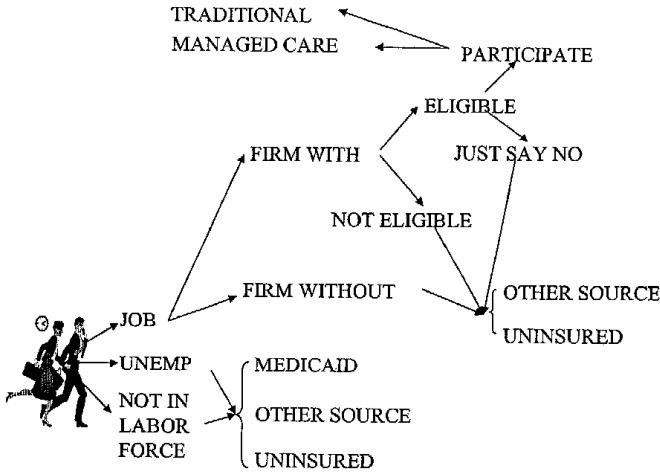 TRADITIONAL
MANAGED CARE
PARTICIPATE
ELIGIBLE
FIRM WITH
JUST SAY NO
NOT ELIGIBLE
FIRM WITHOUT
OTHER SOURCE
UNINSURED
JOB
UNEMP
NOT IN
LABOR
FORCE
MEDICAID
OTHER SOURCE
UNINSURED